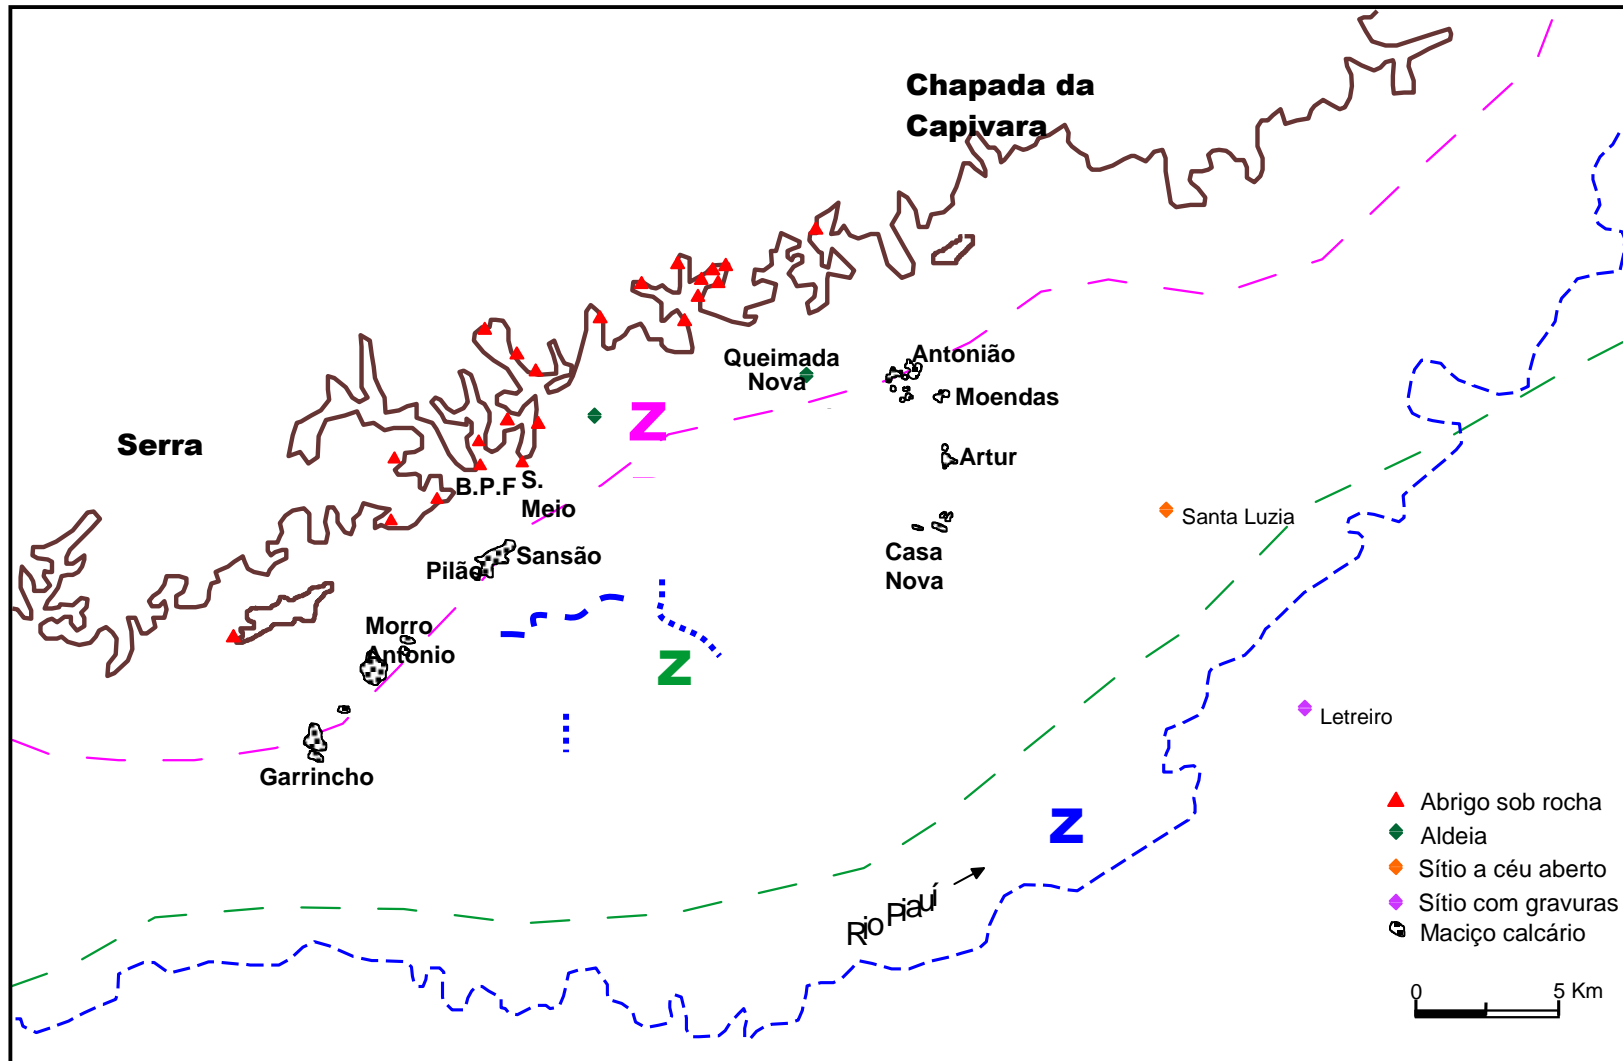 Chapada da
Capivara
Serra
Queimada
Nova
Antonião
Moendas
Artur
Z
B.P.F
S.
Meio
Santa Luzia
Casa
Nova
Sansão
Pilão
Morro
Antonio
Z
Letreiro
Garrincho
Z
Rio Piauí
Abrigo sob rocha
Aldeia
Sítio a céu aberto
Sítio com gravuras
Maciço calcário
0 5 Km